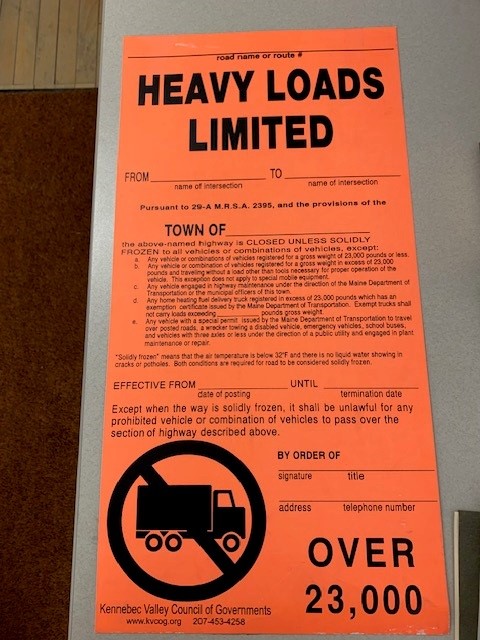 road name or route #
HEAVY LOADS
LIMITED
FROM TO
name of intersection name of intersection
Pursuant to 29-A M.R.S.A. 2395, and the provisions of the
TOWN OF
the above-named highway is CLOSED UNLESS SOLIDLY
FROZEN to all vehicles or combinations of vehicles, except:
a. Any vehicle or combinations of vehicles registered for a gross weight of 23,000 pounds or less.
b. Any vehicle or combination of vehicles registered for a gross weight in excess of 23,000
pounds and traveling without a load other than tools necessary for proper operation of the
vehicle. This exception does not apply to special mobile equipment.
c. Any vehicle engaged in highway maintenance under the direction of the Maine Department of
Transportation or the municipal officers of this town.
d. Any home heating fuel delivery truck registered in excess of 23,000 pounds which has an
exemption certificate issued by the Maine Department of Transportation. Exempt trucks shall
not carry loads exceeding pounds gross weight
e. Any vehicle with a special permit issued by the Maine Department of Transportation to travel
over posted roads, a wrecker towing a disabled vehicle, emergency vehicles, school buses,
and vehicles with three axles or less under the direction of a public utility and engaged in plant
maintenance or repair.
"Solidly frozen" means that the air temperature is below 32°F and there is no liquid water showing in
cracks or potholes. Both conditions are required for road to be considered solidly frozen.
EFFECTIVE FROM UNTIL
date of posting termination date
Except when the way is solidly frozen, it shall be unlawful for any
prohibited vehicle or combination of vehicles to pass over the
section of highway described above.
BY ORDER OF
signature title
address telephone number
OVER
23,000
Kennebec Valley Council of Governments
www.kvcog.org 207-453-4258